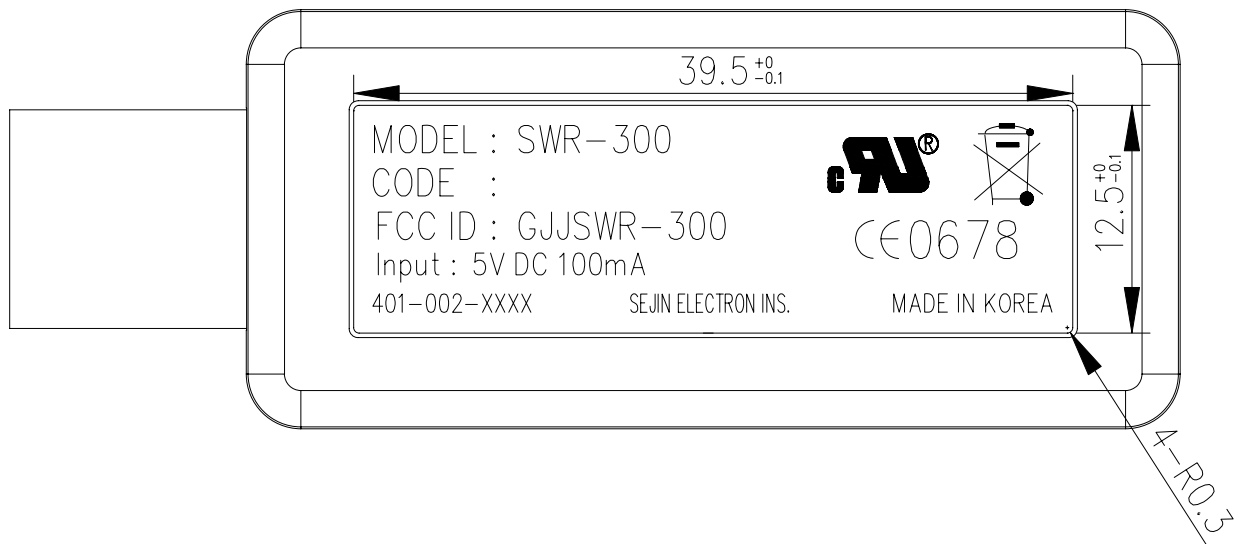 39.5 +0 -0.1
MODEL : SWR-300
CODE :
FCC ID : GJJSWR-300
Input : 5V DC 100mA
401-002-XXXX SEJIN ELECTRON INS. MADE IN KOREA
c RU ®
CE0678
12.5 +0 -0.1
4-R0.3